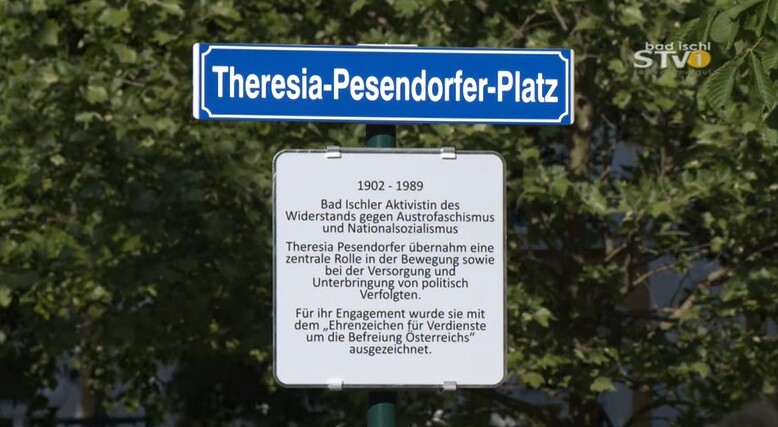 bad ischl
STV1
Theresia-Pesendorfer-Platz
1902 - 1989
Bad Ischler Aktivistin des
Widerstands gegen Austrofaschismus
und Nationalsozialismus
Theresia Pesendorfer übernahm eine
zentrale Rolle in der Bewegung sowie
bei der Versorgung und
Unterbringung von politisch
Verfolgten.
Für ihr Engagement wurde sie mit
dem „Ehrenzeichen für Verdienste
um die Befreiung Österreichs“
ausgezeichnet.